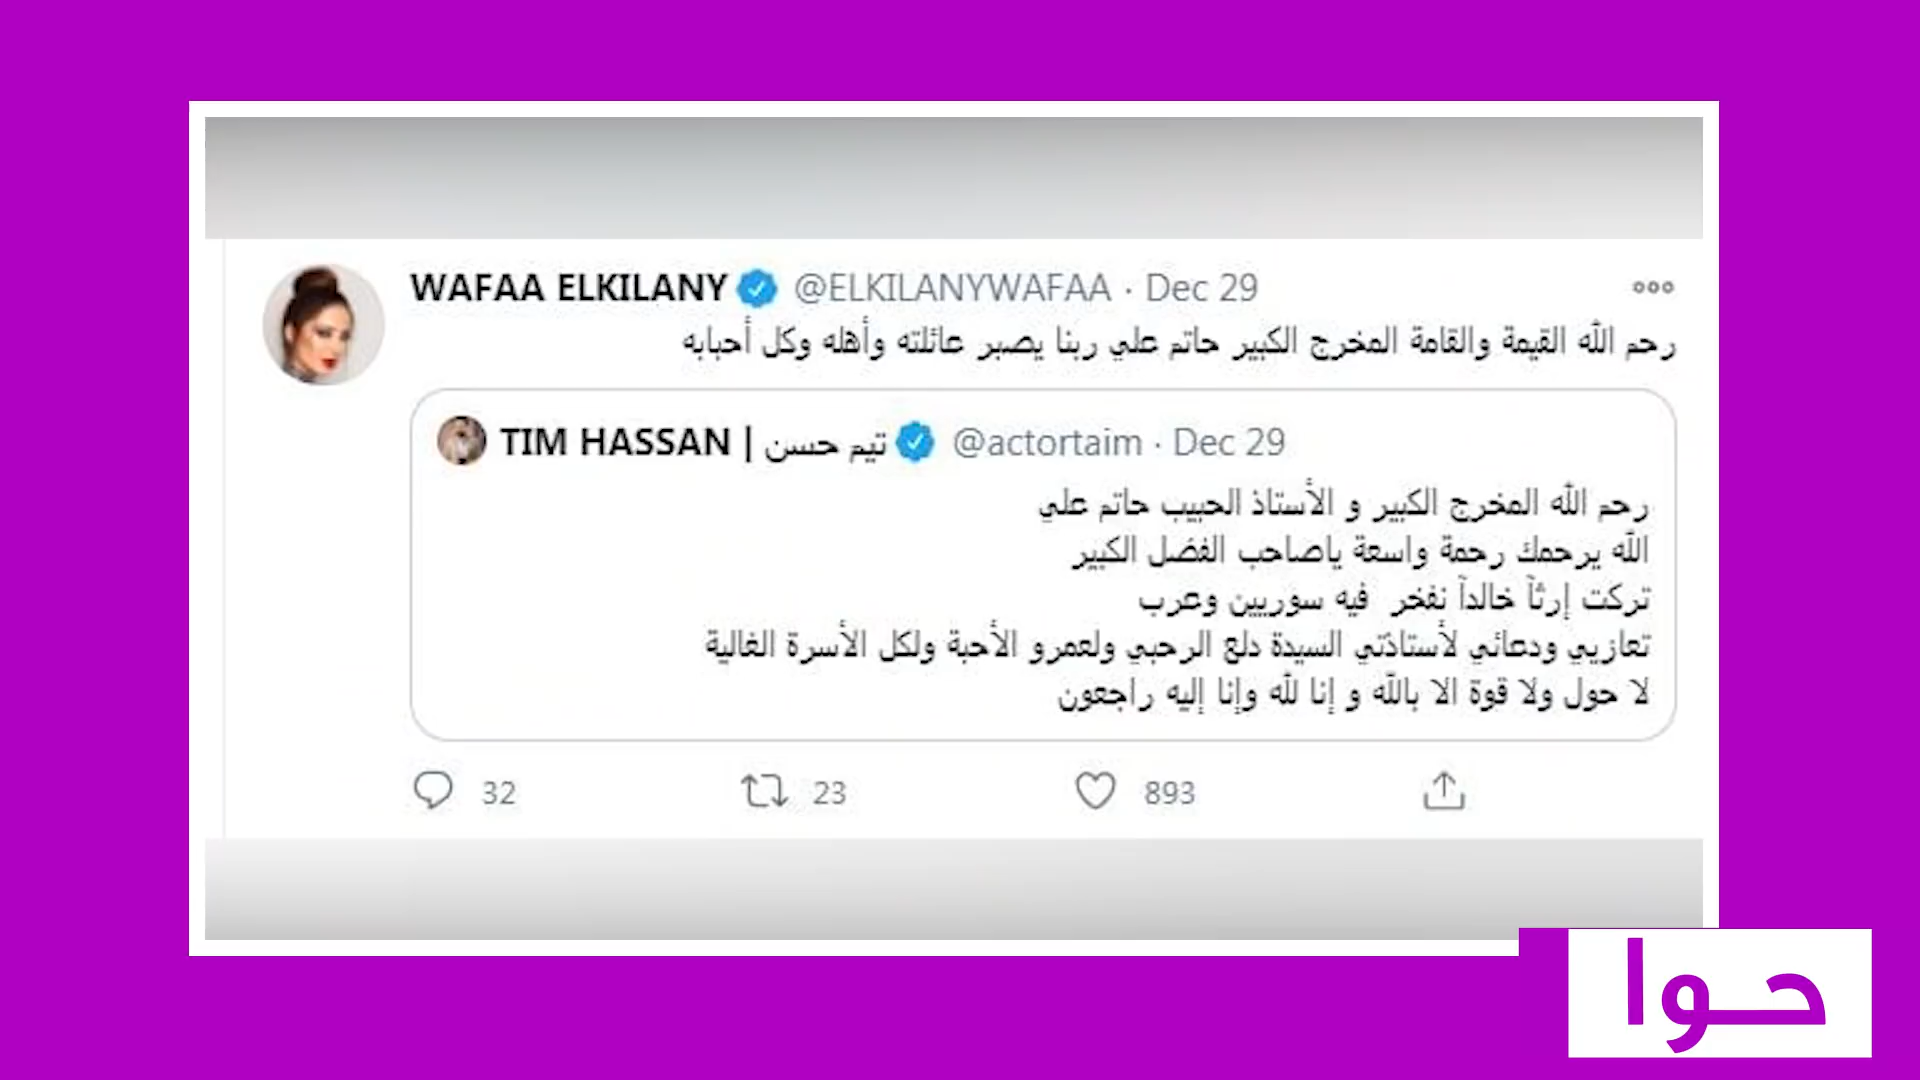 WAFAA ELKILANY @ELKILANYWAFAA · Dec 29
رحم الله القيمة والقامة المخرج الكبير حاتم علي ربنا يصبر عائلته وأهله وكل أحبابه
TIM HASSAN | تيم حسن @actortaim · Dec 29
رحم الله المخرج الكبير و الأستاذ الحبيب حاتم علي
الله يرحمك رحمة واسعة ياصاحب الفضل الكبير
تركت إرثاً خالداً نفخر فيه سوريين وعرب
تعازيي ودعائي لأستاذتي السيدة دلع الرحبي ولعمرو الأحبة ولكل الأسرة الغالية
لا حول ولا قوة الا بالله و إنا لله وإنا إليه راجعون
32 23 893
حوا